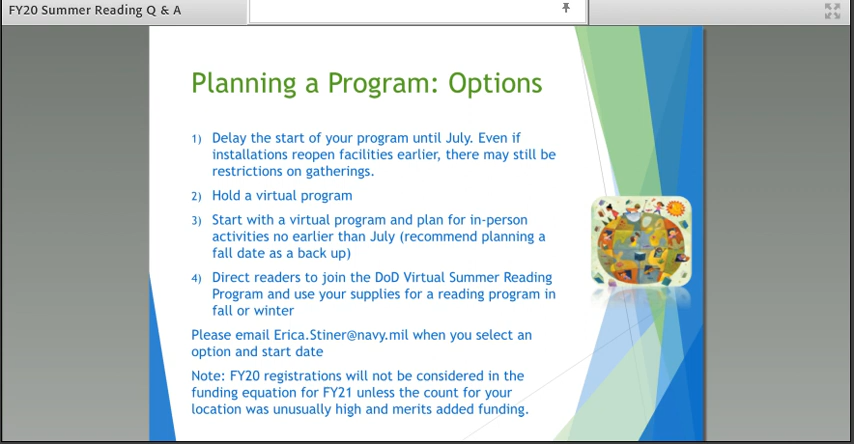 FY20 Summer Reading Q & A
Planning a Program: Options
1) Delay the start of your program until July. Even if
installations reopen facilities earlier, there may still be
restrictions on gatherings.
2) Hold a virtual program
3) Start with a virtual program and plan for in-person
activities no earlier than July (recommend planning a
fall date as a back up)
4) Direct readers to join the DoD Virtual Summer Reading
Program and use your supplies for a reading program in
fall or winter
Please email Erica.Stiner@navy.mil when you select an
option and start date
Note: FY20 registrations will not be considered in the
funding equation for FY21 unless the count for your
location was unusually high and merits added funding.